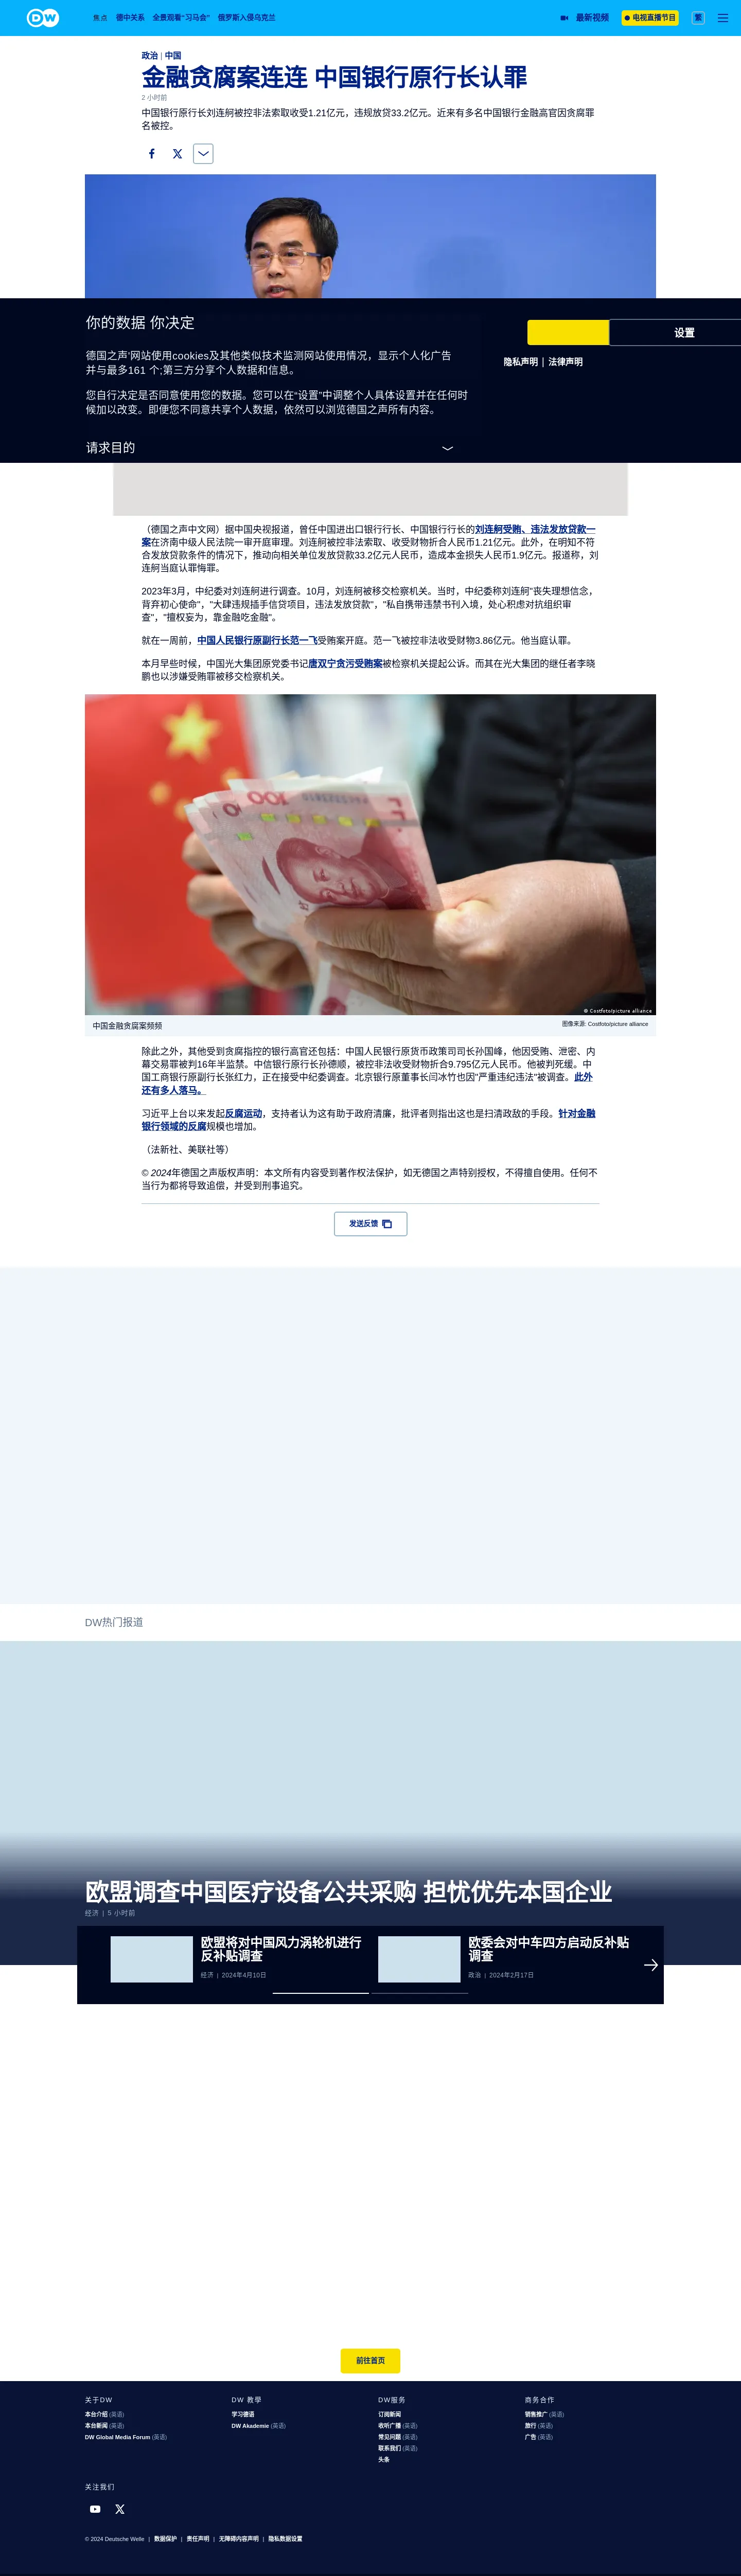 DW
焦点 德中关系 全景观看"习马会" 俄罗斯入侵乌克兰
最新视频 电视直播节目 繁
政治 | 中国
金融贪腐案连连 中国银行原行长认罪
2 小时前
中国银行原行长刘连舸被控非法索取收受1.21亿元，违规放贷33.2亿元。近来有多名中国银行金融高官因贪腐罪
名被控。
你的数据 你决定
设置
德国之声'网站使用cookies及其他类似技术监测网站使用情况，显示个人化广告
并与最多161 个;第三方分享个人数据和信息。
隐私声明 | 法律声明
您自行决定是否同意使用您的数据。您可以在"设置"中调整个人具体设置并在任何时
候加以改变。即便您不同意共享个人数据，依然可以浏览德国之声所有内容。
请求目的
（德国之声中文网）据中国央视报道，曾任中国进出口银行行长、中国银行行长的刘连舸受贿、违法发放贷款一
案在济南中级人民法院一审开庭审理。刘连舸被控非法索取、收受财物折合人民币1.21亿元。此外，在明知不符
合发放贷款条件的情况下，推动向相关单位发放贷款33.2亿元人民币，造成本金损失人民币1.9亿元。报道称，刘
连舸当庭认罪悔罪。
2023年3月，中纪委对刘连舸进行调查。10月，刘连舸被移交检察机关。当时，中纪委称刘连舸"丧失理想信念，
背弃初心使命"，"大肆违规插手信贷项目，违法发放贷款"，"私自携带违禁书刊入境，处心积虑对抗组织审
查"，"擅权妄为，靠金融吃金融"。
就在一周前，中国人民银行原副行长范一飞受贿案开庭。范一飞被控非法收受财物3.86亿元。他当庭认罪。
本月早些时候，中国光大集团原党委书记唐双宁贪污受贿案被检察机关提起公诉。而其在光大集团的继任者李晓
鹏也以涉嫌受贿罪被移交检察机关。
© Costfoto/picture alliance
中国金融贪腐案频频
图像来源: Costfoto/picture alliance
除此之外，其他受到贪腐指控的银行高官还包括：中国人民银行原货币政策司司长孙国峰，他因受贿、泄密、内
幕交易罪被判16年半监禁。中信银行原行长孙德顺，被控非法收受财物折合9.795亿元人民币。他被判死缓。中
国工商银行原副行长张红力，正在接受中纪委调查。北京银行原董事长闫冰竹也因"严重违纪违法"被调查。此外
还有多人落马。
习近平上台以来发起反腐运动，支持者认为这有助于政府清廉，批评者则指出这也是扫清政敌的手段。针对金融
银行领域的反腐规模也增加。
（法新社、美联社等）
© 2024年德国之声版权声明：本文所有内容受到著作权法保护，如无德国之声特别授权，不得擅自使用。任何不
当行为都将导致追偿，并受到刑事追究。
发送反馈
DW热门报道
欧盟调查中国医疗设备公共采购 担忧优先本国企业
经济 | 5 小时前
欧盟将对中国风力涡轮机进行
反补贴调查
经济 | 2024年4月10日
欧委会对中车四方启动反补贴
调查
政治 | 2024年2月17日
前往首页
关于DW
本台介绍 (英语)
本台新闻 (英语)
DW Global Media Forum (英语)
DW 教學
学习德语
DW Akademie (英语)
DW服务
订阅新闻
收听广播 (英语)
常见问题 (英语)
联系我们 (英语)
头条
商务合作
销售推广 (英语)
旅行 (英语)
广告 (英语)
关注我们
© 2024 Deutsche Welle | 数据保护 | 责任声明 | 无障碍内容声明 | 隐私数据设置